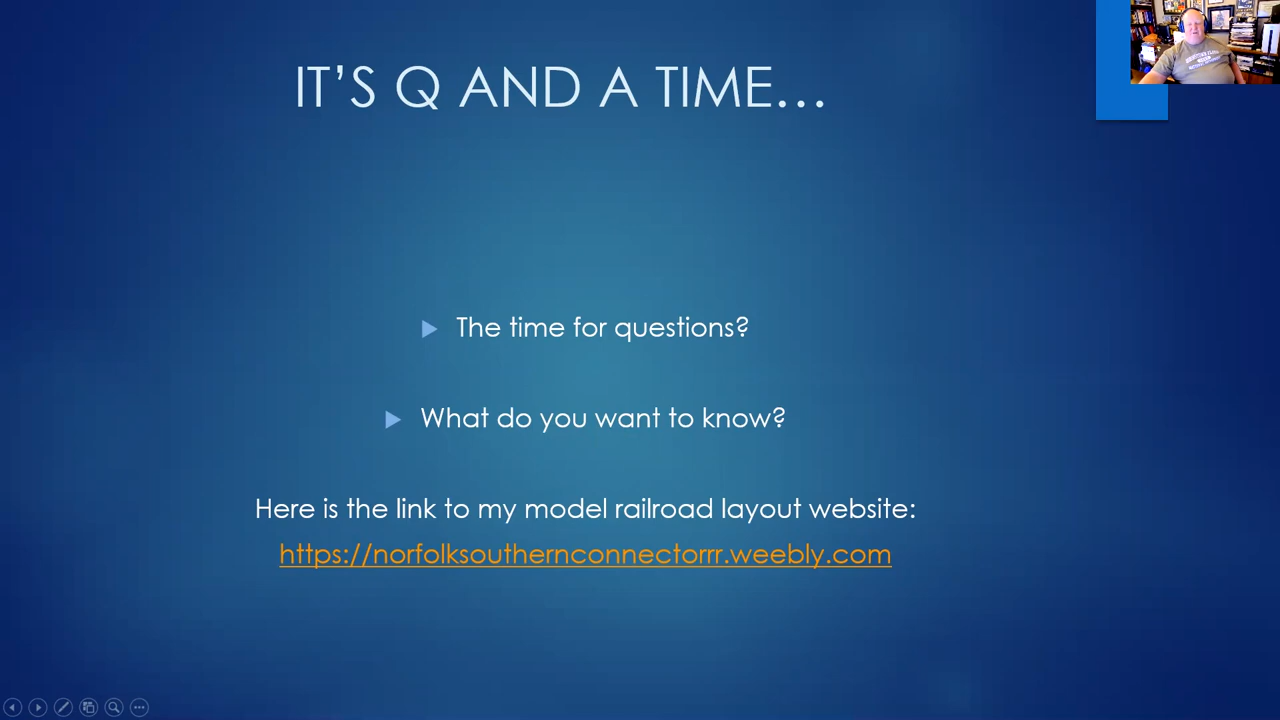 IT’S Q AND A TIME…
The time for questions?
What do you want to know?
Here is the link to my model railroad layout website:
https://norfolksouthernconnectorrr.weebly.com